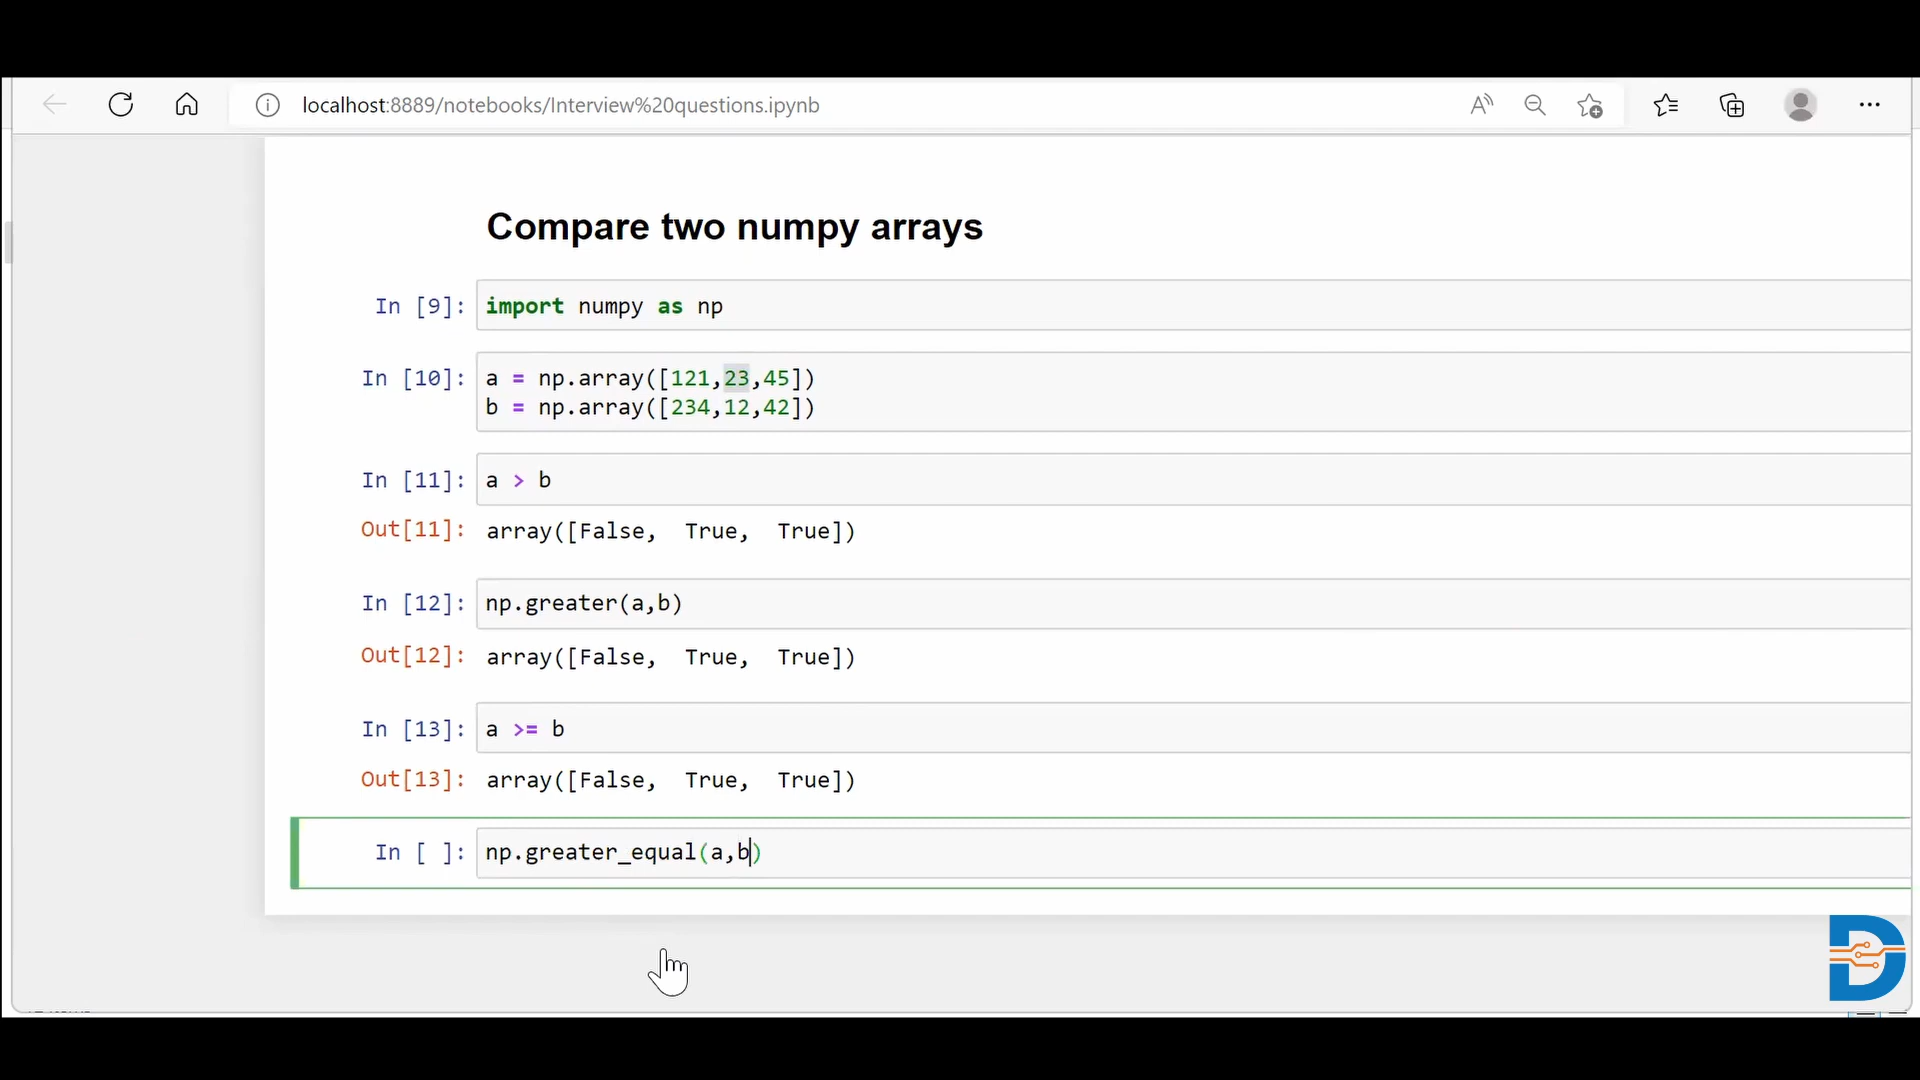 localhost:8889/notebooks/Interview%20questions.ipynb
Compare two numpy arrays
In [9]: import numpy as np
In [10]: a = np.array([121,23,45])
b = np.array([234,12,42])
In [11]: a > b
Out[11]: array([False,  True,  True])
In [12]: np.greater(a,b)
Out[12]: array([False,  True,  True])
In [13]: a >= b
Out[13]: array([False,  True,  True])
In [ ]: np.greater_equal(a,b)